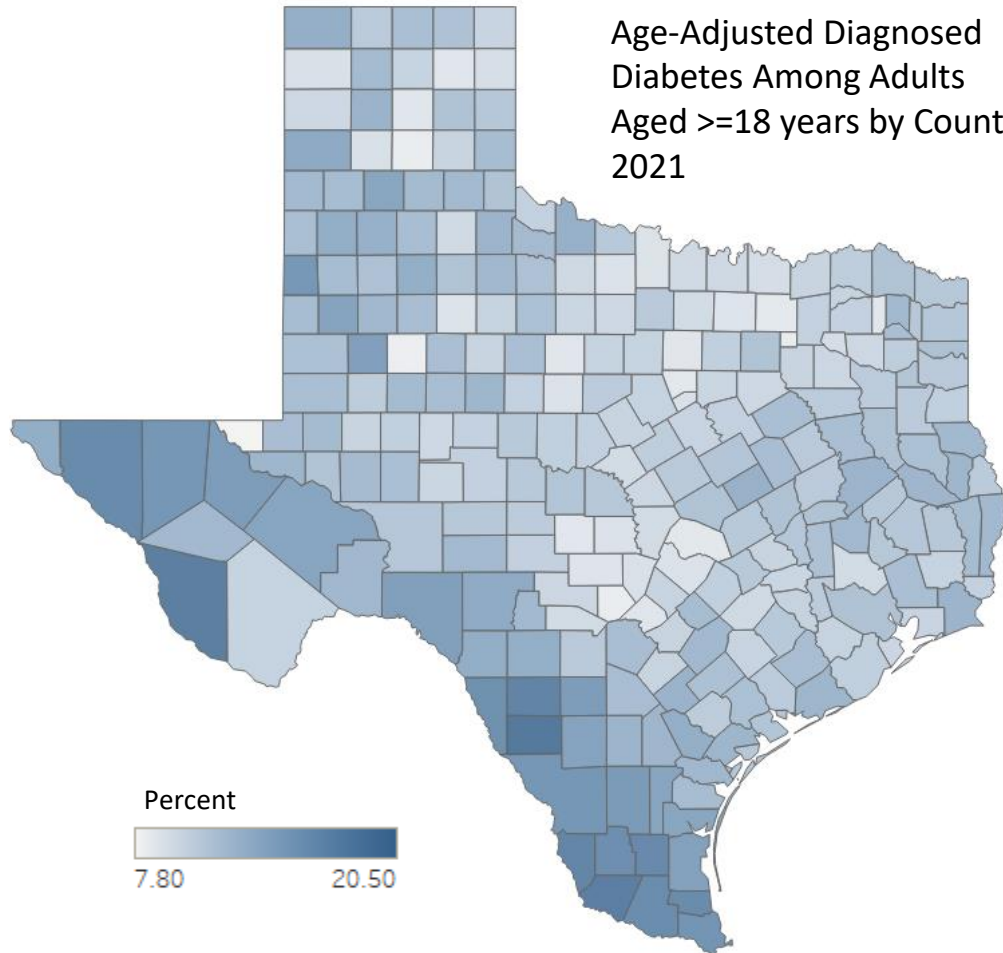 Age-Adjusted Diagnosed
Diabetes Among Adults
Aged >=18 years by Count
2021
Percent
7.80 20.50